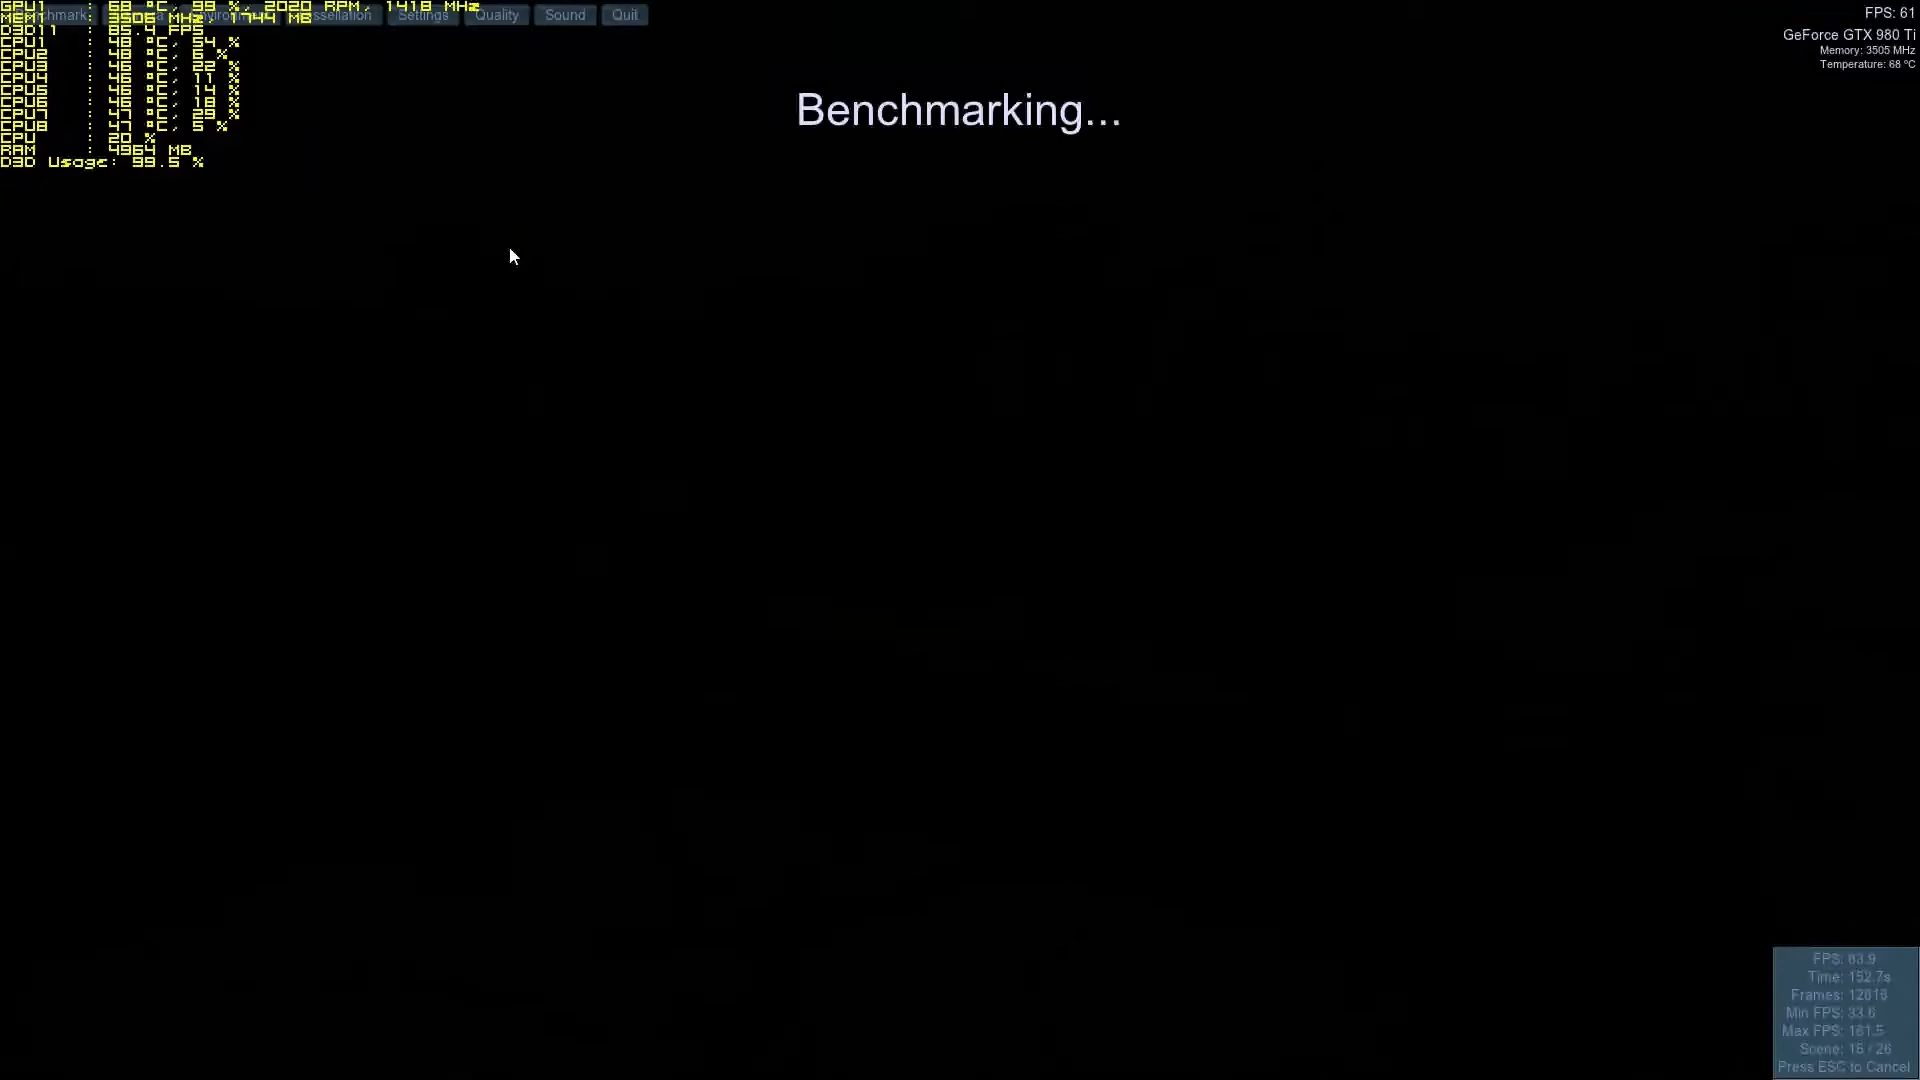 GPU1 : 68 °C, 99 %, 2020 RPM, 1418 MHz
MEM : 3506 MHz, 1744 MB
Settings Quality Sound Quit
D3D11 : 85.4 FPS
CPU1 : 48 °C, 54 %
CPU2 : 48 °C, 6 %
CPU3 : 46 °C, 22 %
CPU4 : 46 °C, 11 %
CPU5 : 46 °C, 14 %
CPU6 : 46 °C, 18 %
CPU7 : 47 °C, 29 %
CPU8 : 47 °C, 5 %
CPU : 20 %
RAM : 4964 MB
D3D Usage: 99.5 %
FPS: 61
GeForce GTX 980 Ti
Memory: 3505 MHz
Temperature: 68 °C
Benchmarking...
FPS: 83.9
Time: 152.7s
Frames: 12816
Min FPS: 33.6
Max FPS: 161.5
Scene: 16 / 26
Press ESC to Cancel